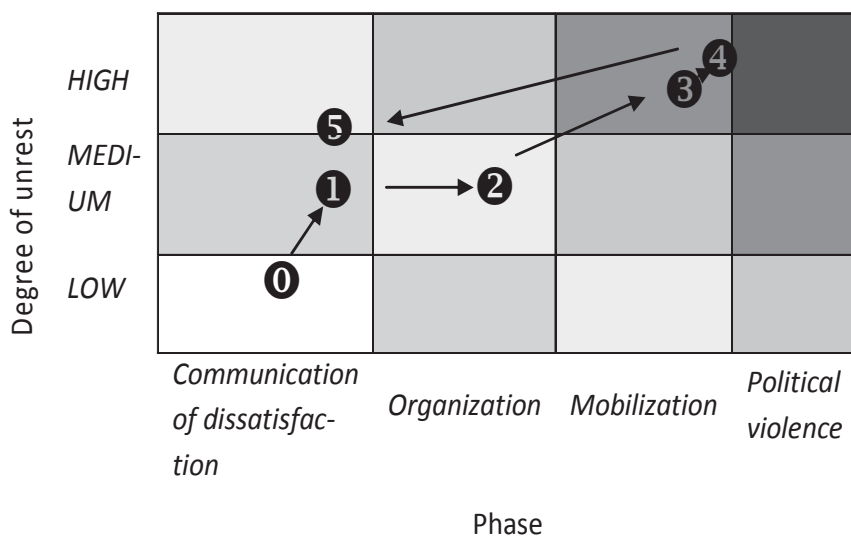 Degree of unrest
HIGH
MEDI-
UM
LOW
4
3
5
1
2
0
Communication
of dissatisfac-
tion
Organization
Mobilization
Political
violence
Phase